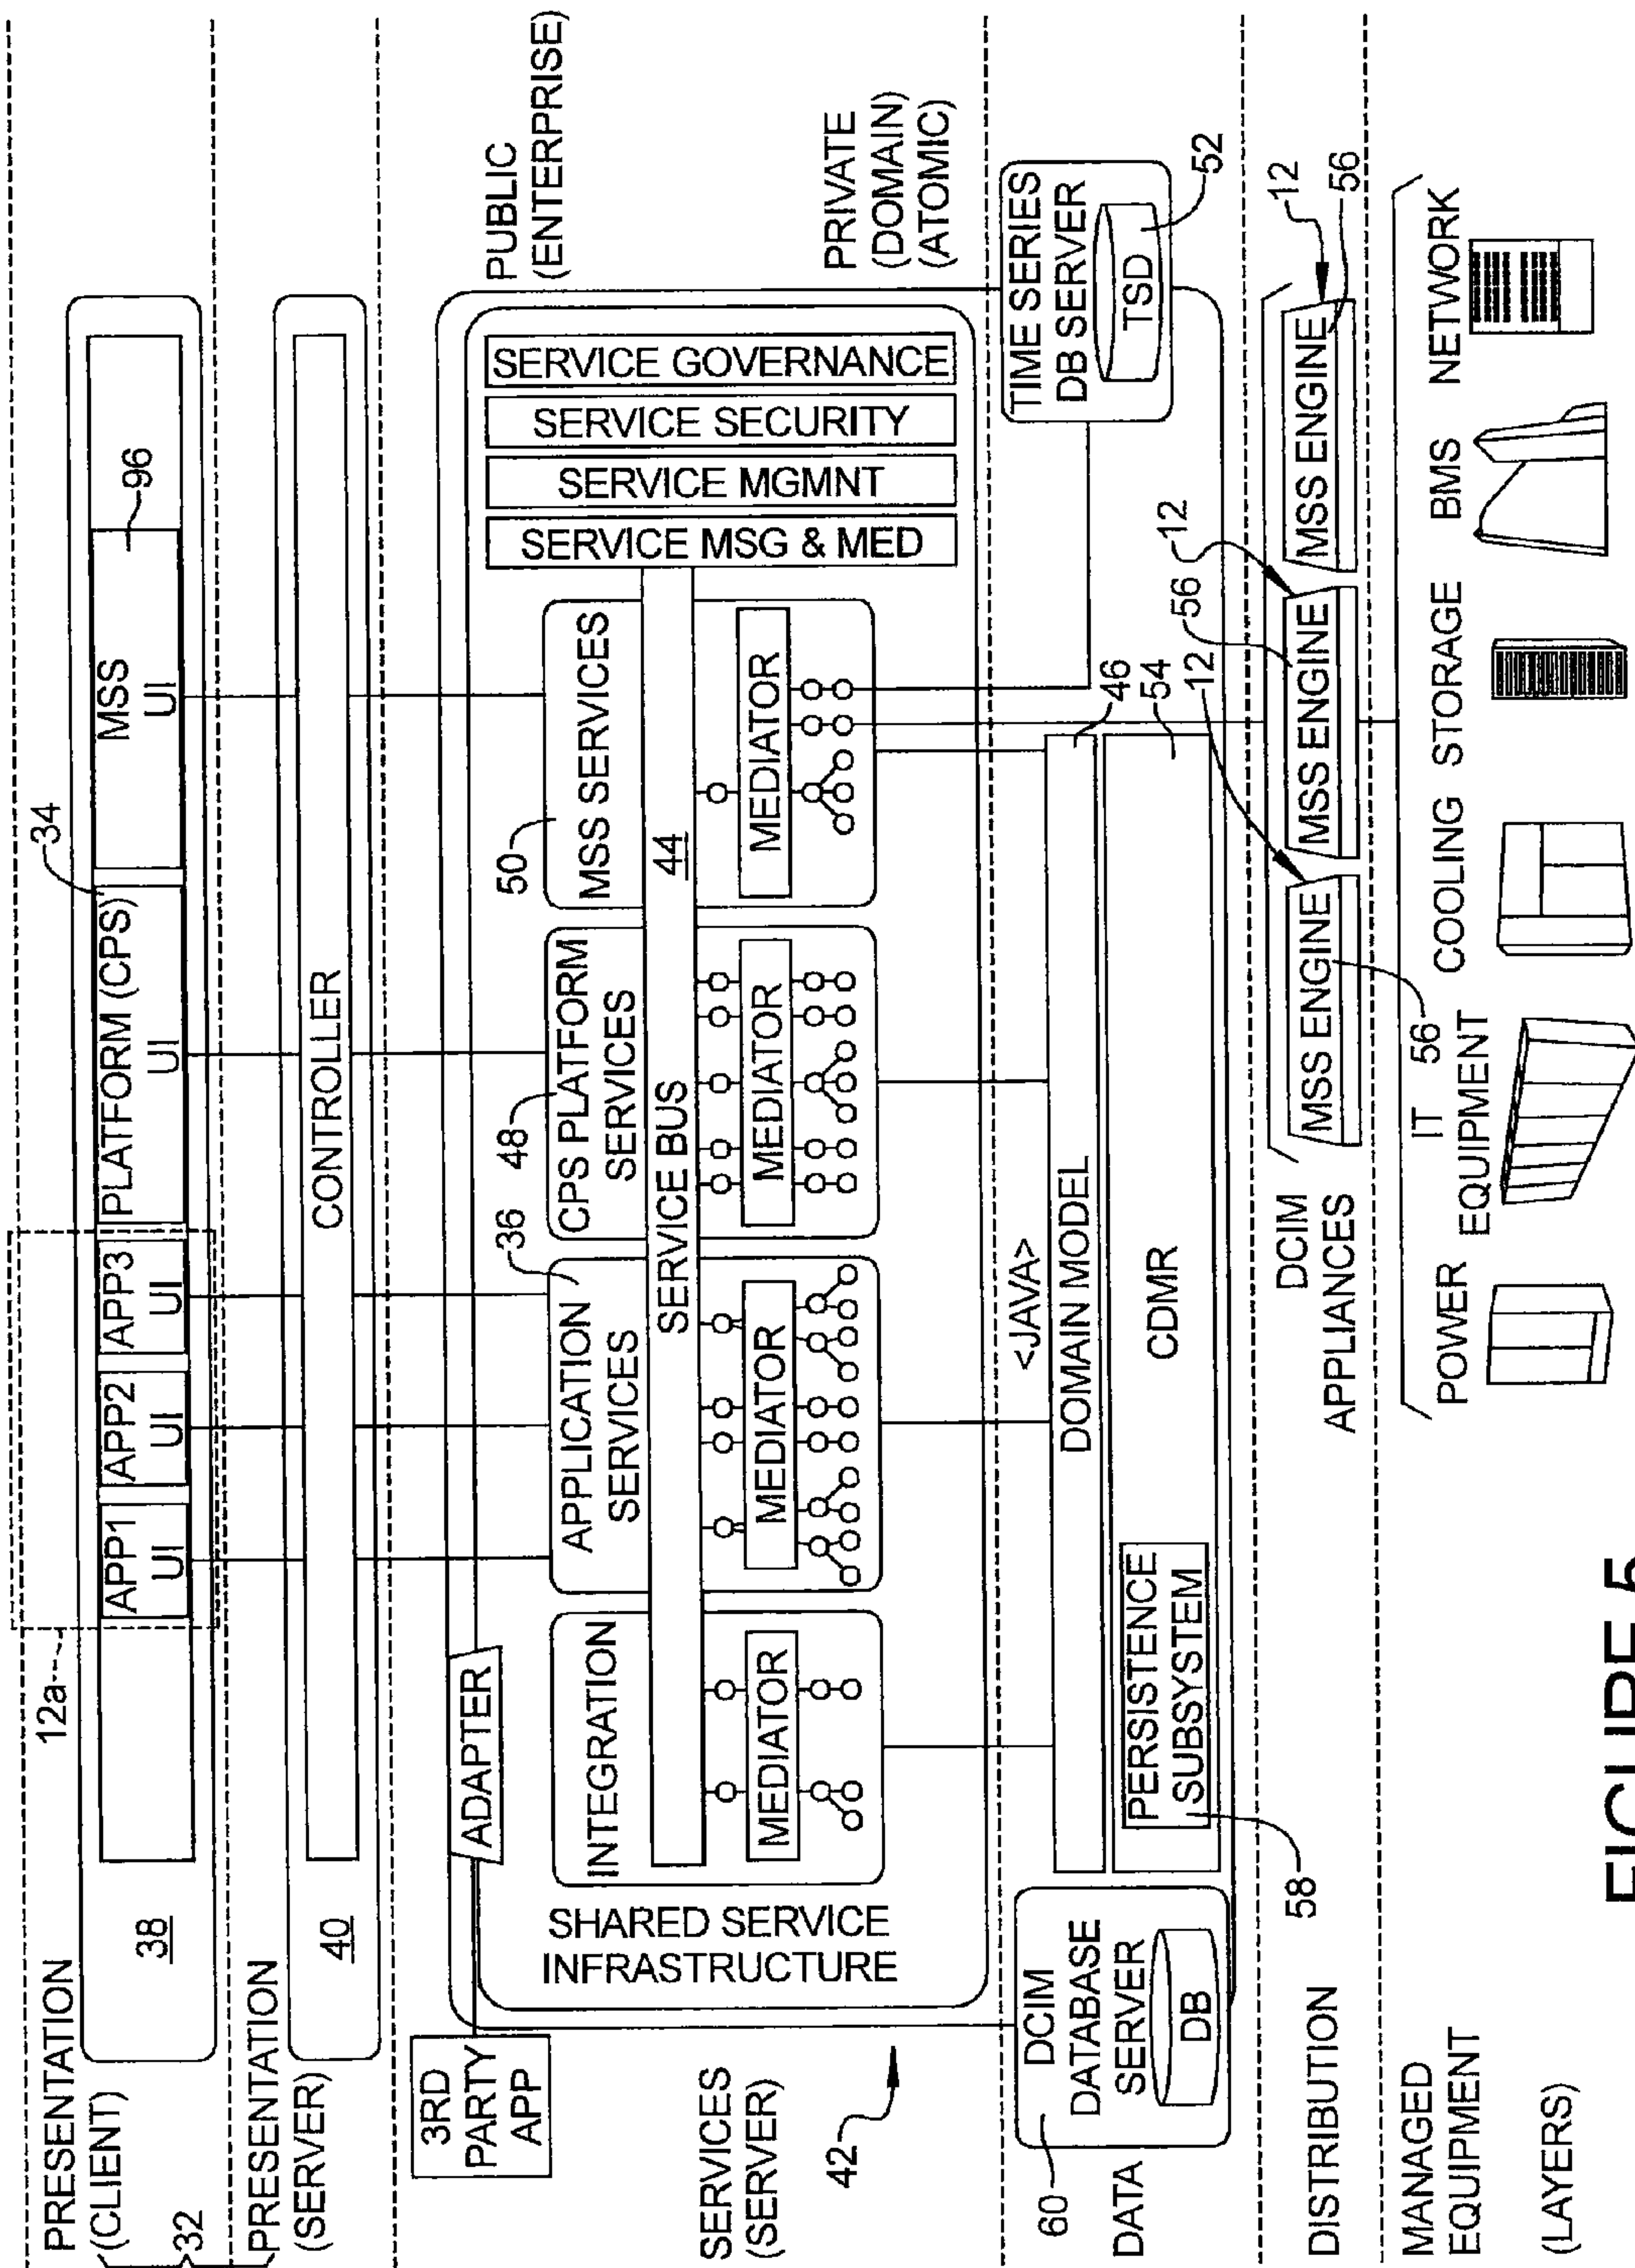 PRESENTATION
(CLIENT)
32
PRESENTATION
(SERVER)
12a
38
APP1
UI
APP2
UI
APP3
UI
PLATFORM (CPS)
UI
34
MSS
UI
96
40
CONTROLLER
3RD
PARTY
APP
ADAPTER
PUBLIC
(ENTERPRISE)
SERVICES
(SERVER)
42
SHARED SERVICE
INFRASTRUCTURE
INTEGRATION
APPLICATION
SERVICES
36
CPS PLATFORM
SERVICES
48
MSS SERVICES
50
SERVICE BUS
44
MEDIATOR
MEDIATOR
MEDIATOR
MEDIATOR
SERVICE MSG & MED
SERVICE MGMNT
SERVICE SECURITY
SERVICE GOVERNANCE
PRIVATE
(DOMAIN)
(ATOMIC)
DATA
60
DCIM
DATABASE
SERVER
DB
<JAVA>
DOMAIN MODEL
46
CDMR
54
PERSISTENCE
SUBSYSTEM
58
TIME SERIES
DB SERVER
TSD
52
DISTRIBUTION
DCIM
APPLIANCES
MSS ENGINE
56
12
MSS ENGINE
56
12
MSS ENGINE
56
12
MANAGED
EQUIPMENT
POWER
IT
EQUIPMENT
COOLING
STORAGE
BMS
NETWORK
(LAYERS)
FIGURE 5